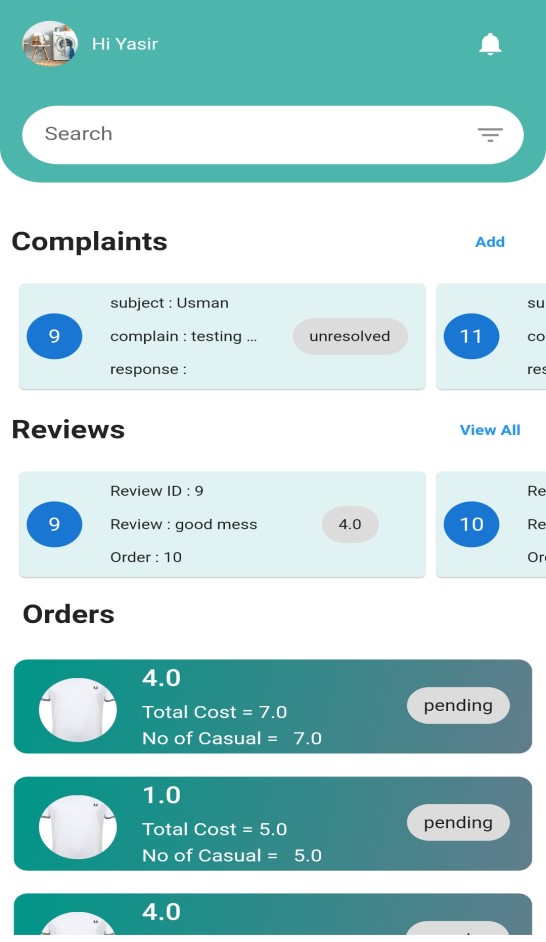 Hi Yasir
Search
Complaints
Add
9
subject : Usman
complain : testing ...
response :
unresolved
11
su
co
res
Reviews
View All
9
Review ID : 9
Review : good mess
Order : 10
4.0
10
Re
Re
Ord
Orders
4.0
Total Cost = 7.0
No of Casual = 7.0
pending
1.0
Total Cost = 5.0
No of Casual = 5.0
pending
4.0